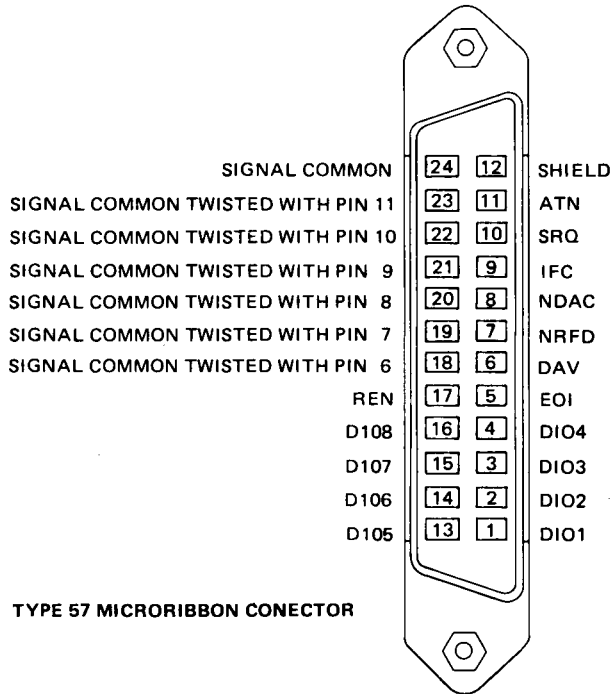 SIGNAL COMMON 24 12 SHIELD
SIGNAL COMMON TWISTED WITH PIN 11 23 11 ATN
SIGNAL COMMON TWISTED WITH PIN 10 22 10 SRQ
SIGNAL COMMON TWISTED WITH PIN 9 21 9 IFC
SIGNAL COMMON TWISTED WITH PIN 8 20 8 NDAC
SIGNAL COMMON TWISTED WITH PIN 7 19 7 NRFD
SIGNAL COMMON TWISTED WITH PIN 6 18 6 DAV
REN 17 5 EOI
D108 16 4 DIO4
D107 15 3 DIO3
D106 14 2 DIO2
D105 13 1 DIO1
TYPE 57 MICRORIBBON CONECTOR